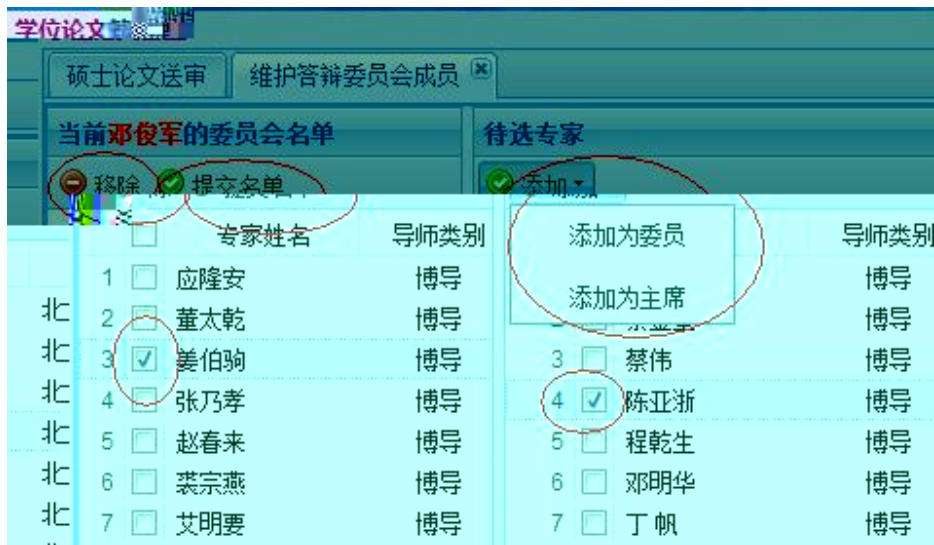 学位论文
硕士论文送审 维护答辩委员会成员
当前邓俊军的委员会名单 待选专家
移除 提交名单 添加
专家姓名 导师类别 添加为委员 导师类别
1 应隆安 博导 博导
添加为主席
北 2 董太乾 博导 博导
北 3 姜伯驹 博导 3 蔡伟 博导
北 4 张乃孝 博导 4 陈亚浙 博导
北 5 赵春来 博导 5 程乾生 博导
北 6 裘宗燕 博导 6 邓明华 博导
北 7 艾明要 博导 7 丁帆 博导